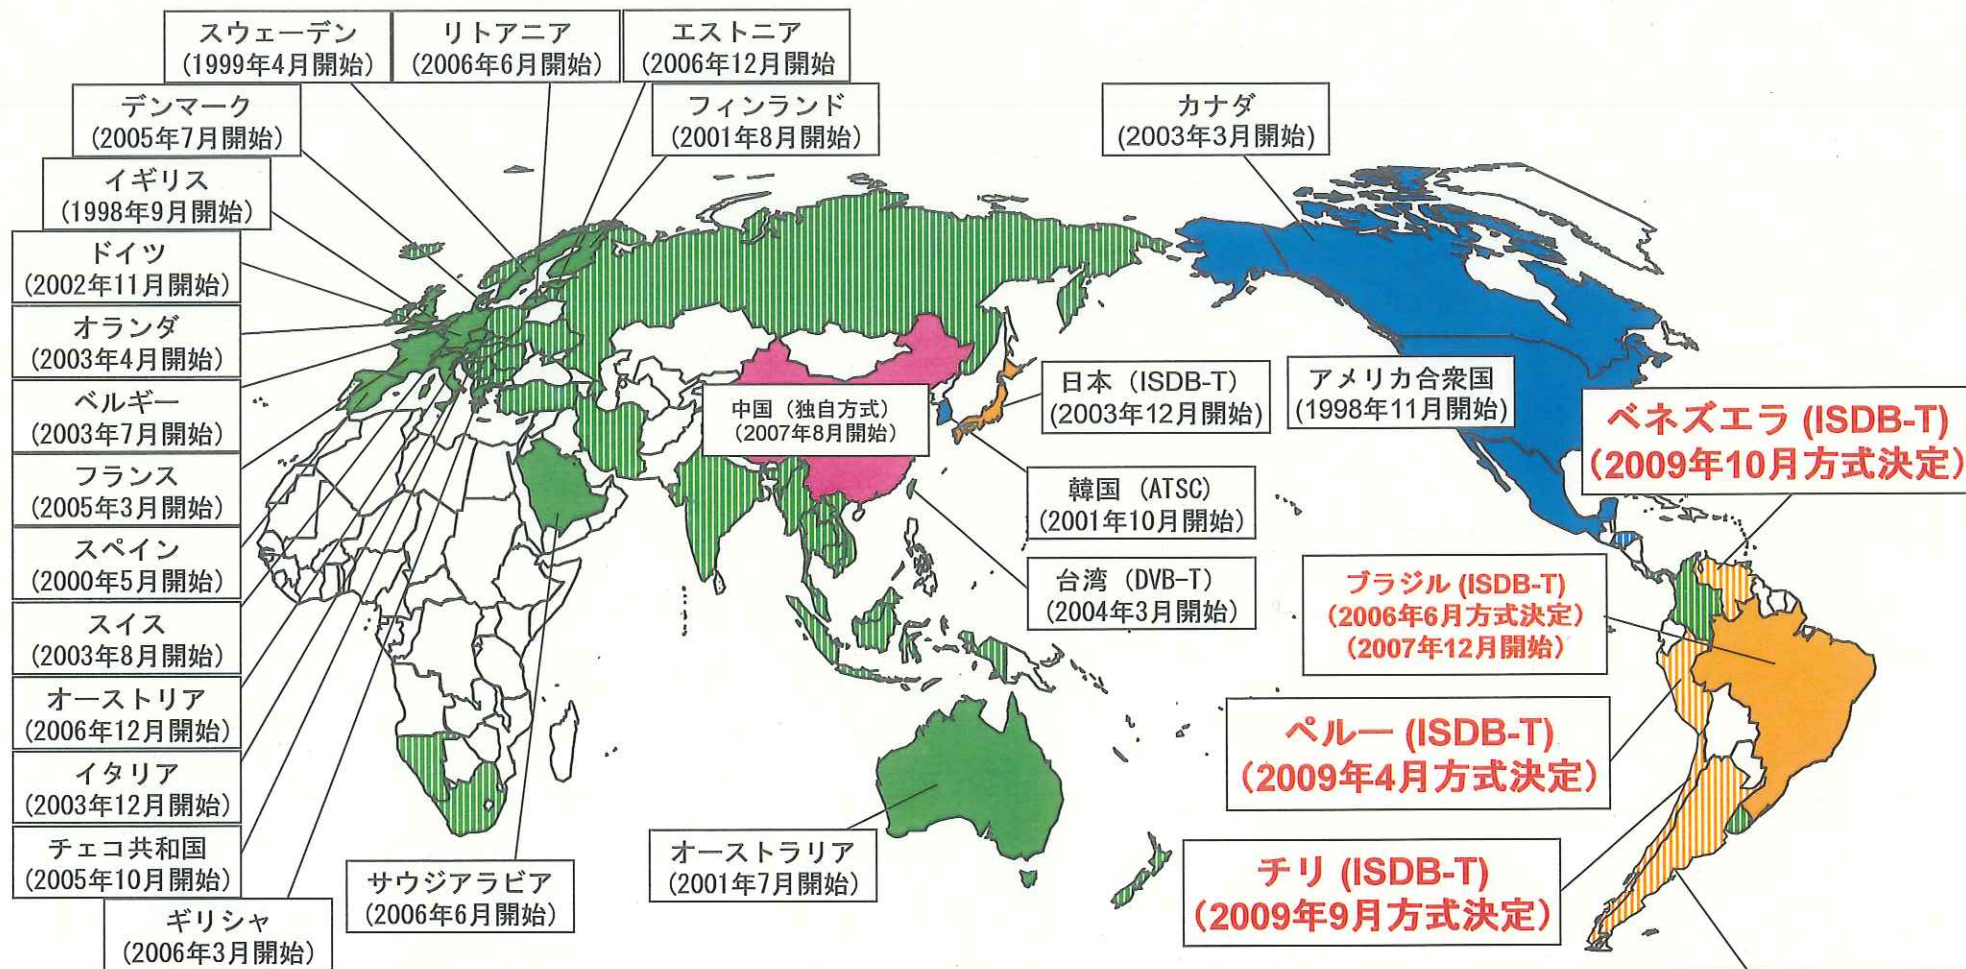 スウェーデン
(1999年4月開始)
リトアニア
(2006年6月開始)
エストニア
(2006年12月開始
デンマーク
(2005年7月開始)
フィンランド
(2001年8月開始)
カナダ
(2003年3月開始)
イギリス
(1998年9月開始)
ドイツ
(2002年11月開始)
オランダ
(2003年4月開始)
ベルギー
(2003年7月開始)
フランス
(2005年3月開始)
スペイン
(2000年5月開始)
スイス
(2003年8月開始)
オーストリア
(2006年12月開始)
イタリア
(2003年12月開始)
チェコ共和国
(2005年10月開始)
ギリシャ
(2006年3月開始)
サウジアラビア
(2006年6月開始)
中国（独自方式）
(2007年8月開始)
日本（ISDB-T）
(2003年12月開始)
韓国（ATSC）
(2001年10月開始)
台湾（DVB-T）
(2004年3月開始)
オーストラリア
(2001年7月開始)
アメリカ合衆国
(1998年11月開始)
ベネズエラ (ISDB-T)
(2009年10月方式決定)
ブラジル (ISDB-T)
(2006年6月方式決定)
(2007年12月開始)
ペルー (ISDB-T)
(2009年4月方式決定)
チリ (ISDB-T)
(2009年9月方式決定)